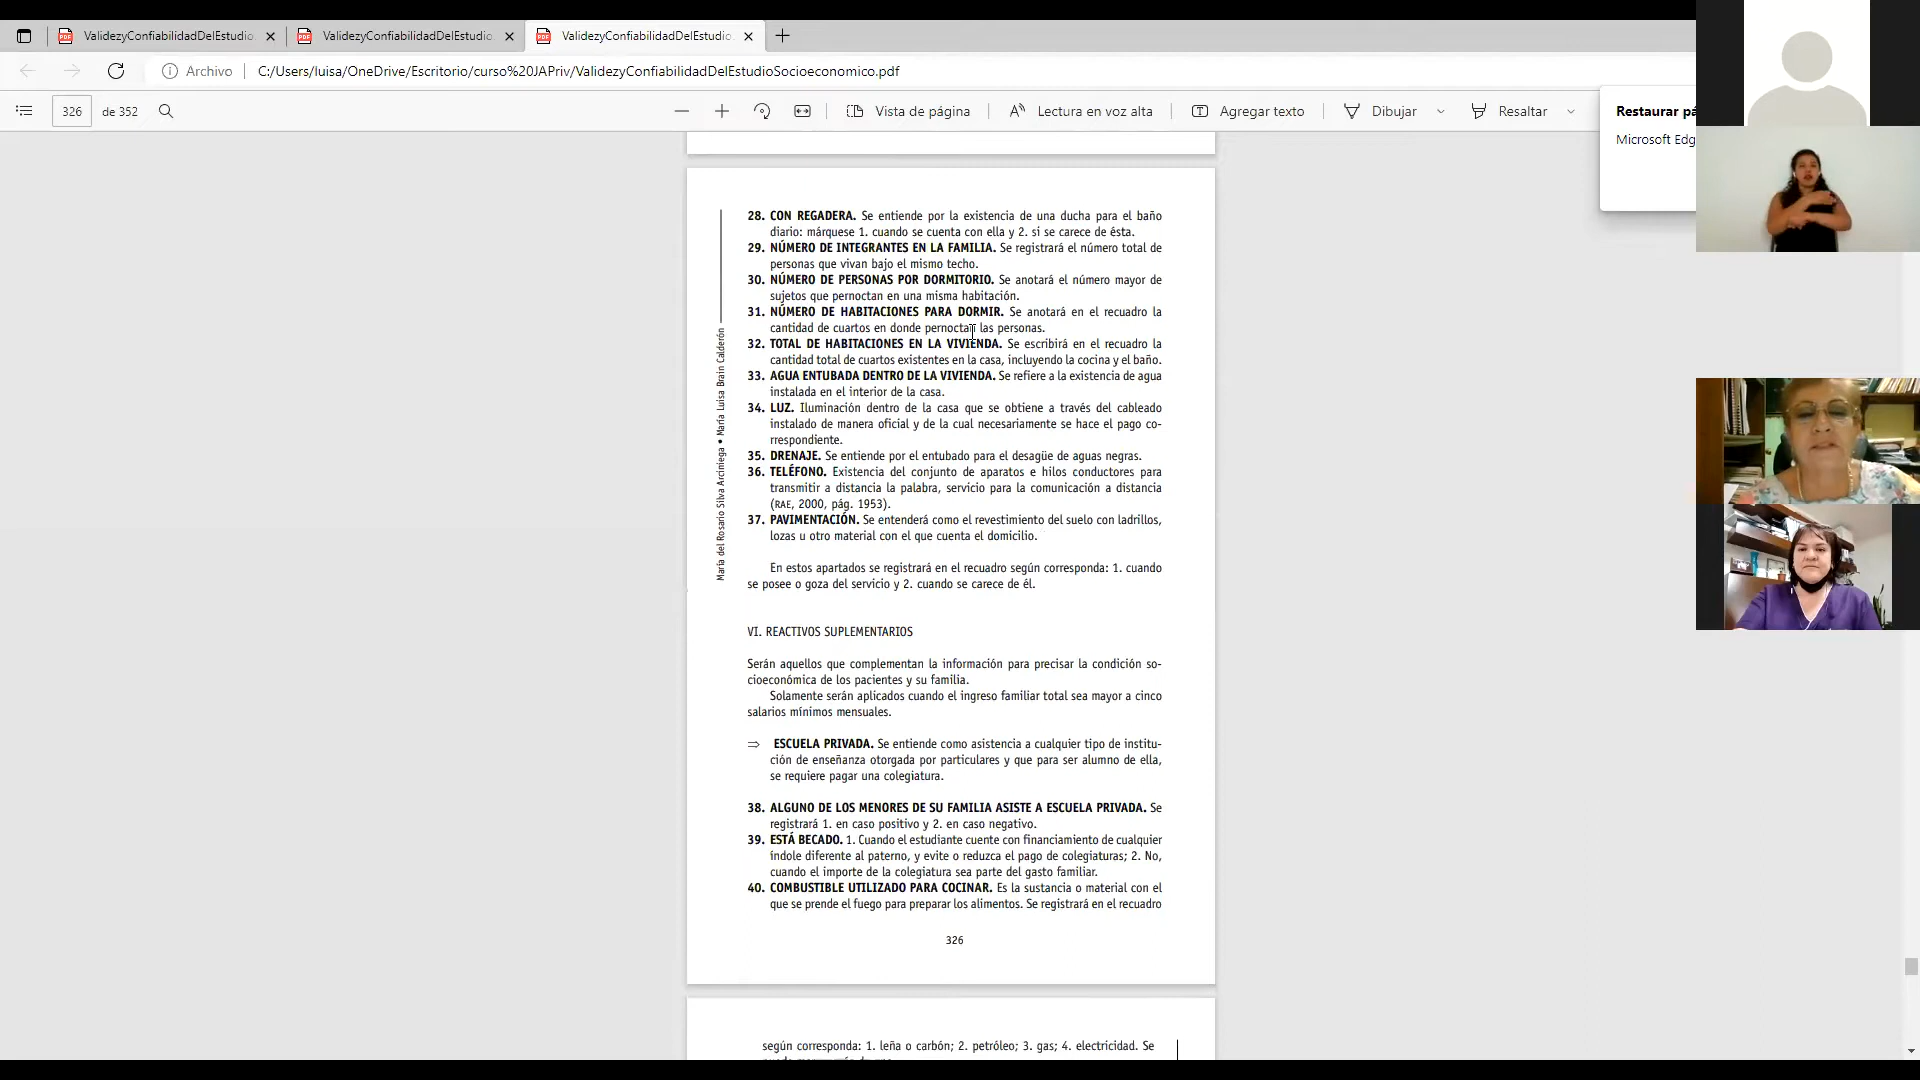 ValidezyConfiabilidadDelEstudio
ValidezyConfiabilidadDelEstudio
ValidezyConfiabilidadDelEstudio
Archivo
C:/Users/luisa/OneDrive/Escritorio/curso%20JAPriv/ValidezyConfiabilidadDelEstudioSocioeconomico.pdf
326 de 352
Vista de página
Lectura en voz alta
Agregar texto
Dibujar
Resaltar
Restaurar pá
Microsoft Edg
María del Rosario Silva Arciniega • María Luisa Brain Calderón
28. CON REGADERA. Se entiende por la existencia de una ducha para el baño
diario: márquese 1. cuando se cuenta con ella y 2. si se carece de ésta.
29. NÚMERO DE INTEGRANTES EN LA FAMILIA. Se registrará el número total de
personas que vivan bajo el mismo techo.
30. NÚMERO DE PERSONAS POR DORMITORIO. Se anotará el número mayor de
sujetos que pernoctan en una misma habitación.
31. NÚMERO DE HABITACIONES PARA DORMIR. Se anotará en el recuadro la
cantidad de cuartos en donde pernoctan las personas.
32. TOTAL DE HABITACIONES EN LA VIVIENDA. Se escribirá en el recuadro la
cantidad total de cuartos existentes en la casa, incluyendo la cocina y el baño.
33. AGUA ENTUBADA DENTRO DE LA VIVIENDA. Se refiere a la existencia de agua
instalada en el interior de la casa.
34. LUZ. Iluminación dentro de la casa que se obtiene a través del cableado
instalado de manera oficial y de la cual necesariamente se hace el pago co-
rrespondiente.
35. DRENAJE. Se entiende por el entubado para el desagüe de aguas negras.
36. TELÉFONO. Existencia del conjunto de aparatos e hilos conductores para
transmitir a distancia la palabra, servicio para la comunicación a distancia
(RAE, 2000, pág. 1953).
37. PAVIMENTACIÓN. Se entenderá como el revestimiento del suelo con ladrillos,
lozas u otro material con el que cuenta el domicilio.
En estos apartados se registrará en el recuadro según corresponda: 1. cuando
se posee o goza del servicio y 2. cuando se carece de él.
VI. REACTIVOS SUPLEMENTARIOS
Serán aquellos que complementan la información para precisar la condición so-
cioeconómica de los pacientes y su familia.
Solamente serán aplicados cuando el ingreso familiar total sea mayor a cinco
salarios mínimos mensuales.
⇒ ESCUELA PRIVADA. Se entiende como asistencia a cualquier tipo de institu-
ción de enseñanza otorgada por particulares y que para ser alumno de ella,
se requiere pagar una colegiatura.
38. ALGUNO DE LOS MENORES DE SU FAMILIA ASISTE A ESCUELA PRIVADA. Se
registrará 1. en caso positivo y 2. en caso negativo.
39. ESTÁ BECADO. 1. Cuando el estudiante cuente con financiamiento de cualquier
índole diferente al paterno, y evite o reduzca el pago de colegiaturas; 2. No,
cuando el importe de la colegiatura sea parte del gasto familiar.
40. COMBUSTIBLE UTILIZADO PARA COCINAR. Es la sustancia o material con el
que se prende el fuego para preparar los alimentos. Se registrará en el recuadro
326
según corresponda: 1. leña o carbón; 2. petróleo; 3. gas; 4. electricidad. Se